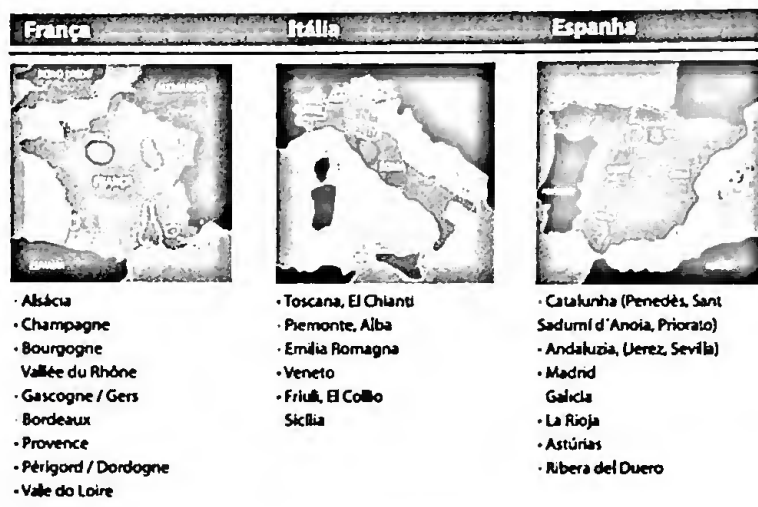 França
Itália
Espanha
· Alsácia
• Champagne
• Bourgogne
Vallée du Rhône
• Gascogne / Gers
· Bordeaux
• Provence
• Périgord / Dordogne
• Vale do Loire
• Toscana, El Chianti
• Piemonte, Alba
• Emilia Romagna
• Veneto
• Friuli, El Collio
Sicília
• Catalunha (Penedès, Sant
Sadurní d'Anoia, Priorato)
• Andaluzia, (Jerez, Sevilla)
• Madrid
Galicia
• La Rioja
• Astúrias
• Ribera del Duero